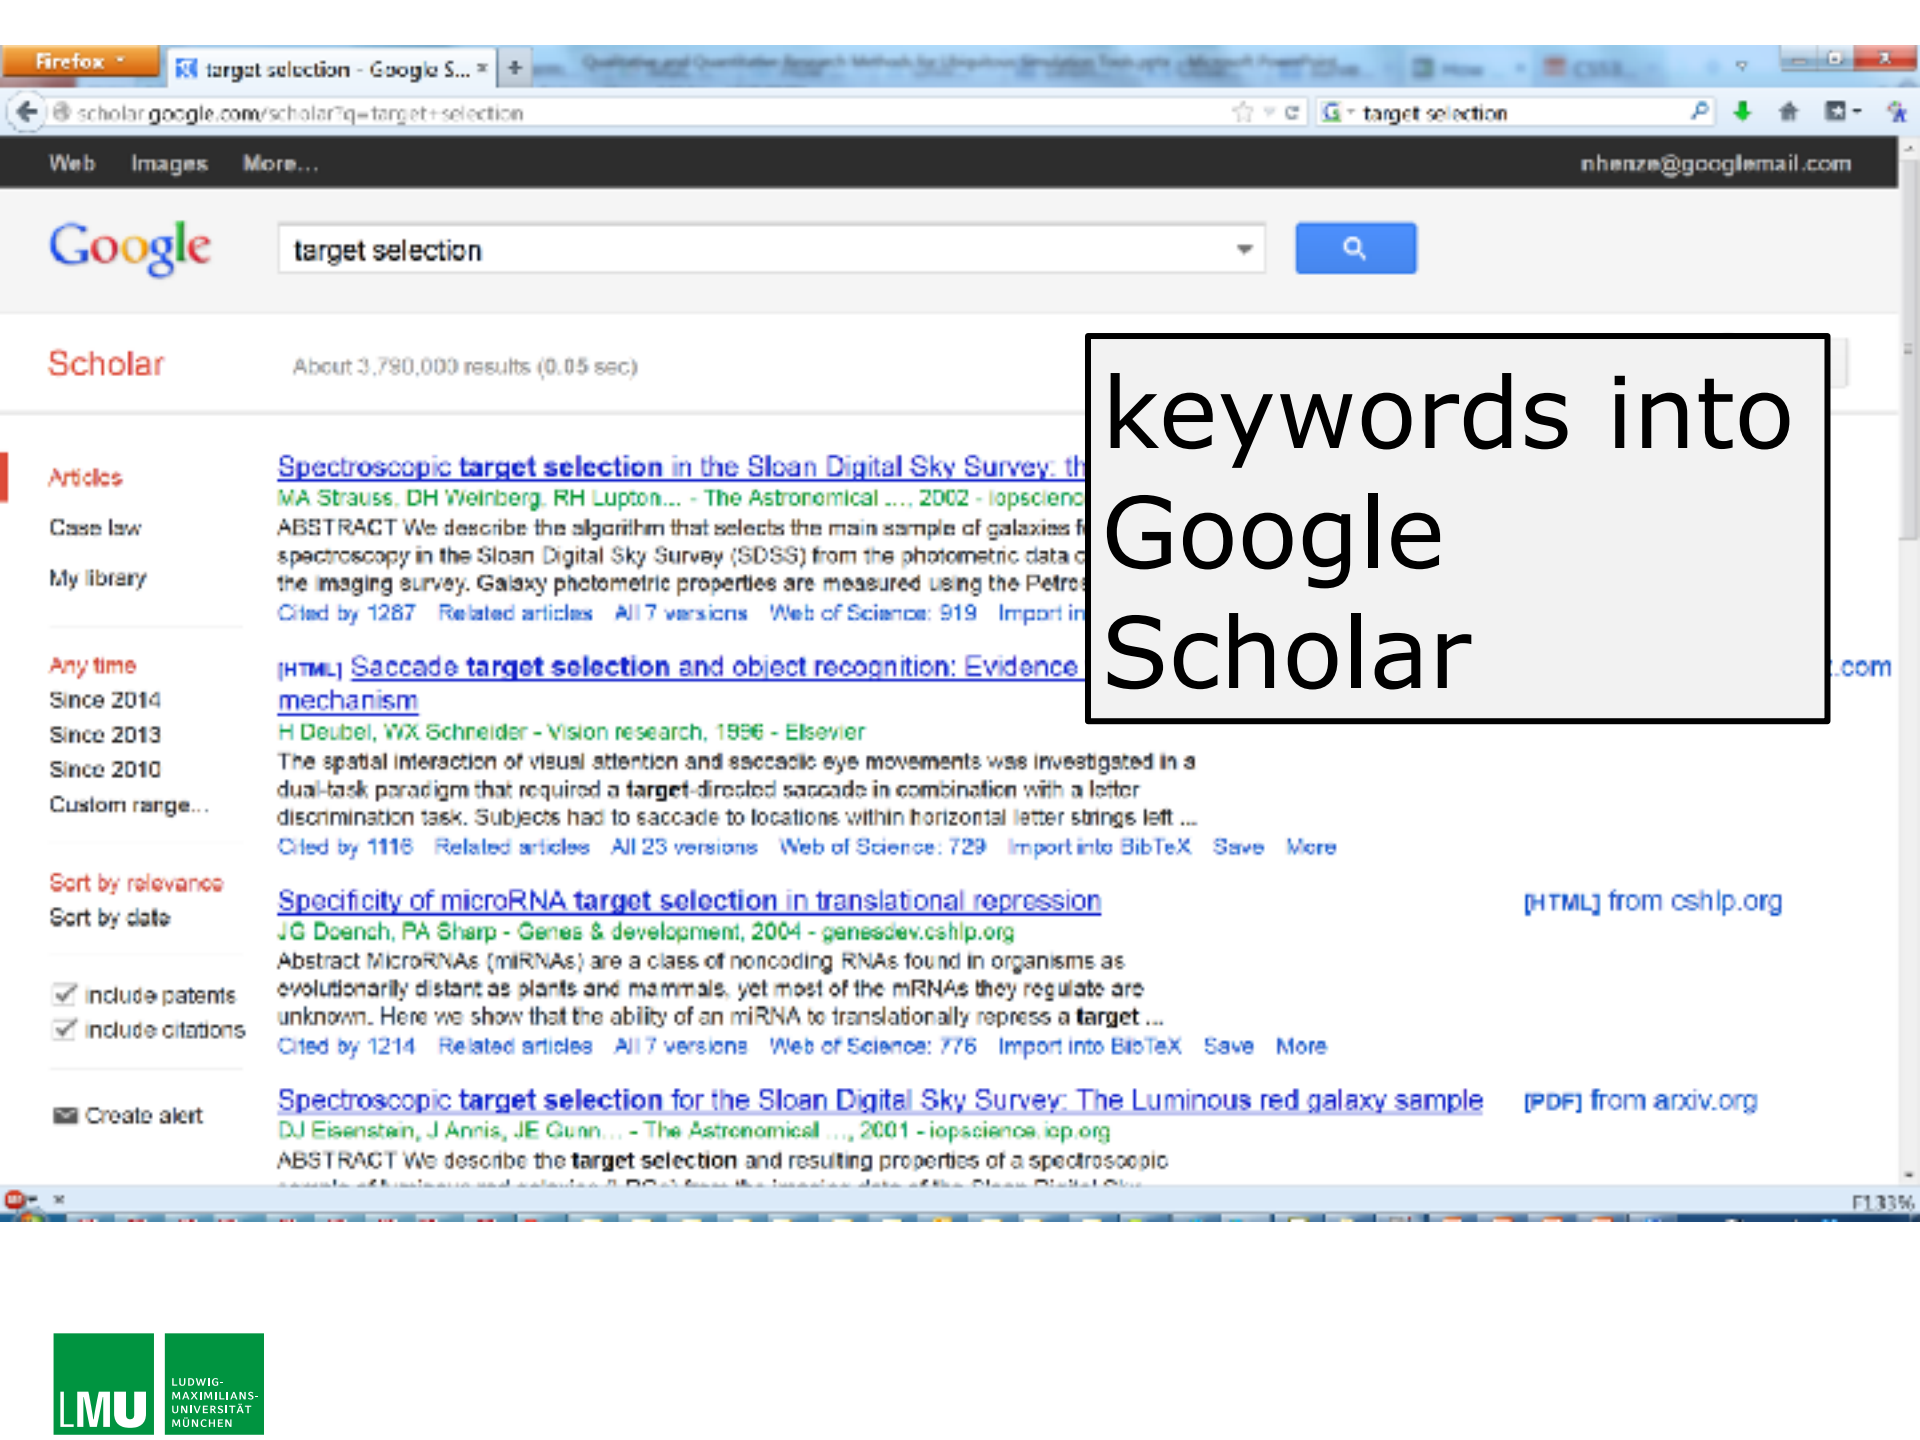 Firefox
target selection - Google S...
Qualitative and Quantitative Research Methods for Ubiquitous
scholar.google.com/scholar?q=target+selection
target selection
Web Images More...
nhenze@googlemail.com
Google
target selection
Scholar
About 3,790,000 results (0.05 sec)
keywords into
Google
Scholar
Articles
Case law
My library
Any time
Since 2014
Since 2013
Since 2010
Custom range...
Sort by relevance
Sort by date
include patents
include citations
Create alert
Spectroscopic target selection in the Sloan Digital Sky Survey: th
MA Strauss, DH Weinberg, RH Lupton... - The Astronomical ..., 2002 - iopscienc
ABSTRACT We describe the algorithm that selects the main sample of galaxies f
spectroscopy in the Sloan Digital Sky Survey (SDSS) from the photometric data
the imaging survey. Galaxy photometric properties are measured using the Petros
Cited by 1287 Related articles All 7 versions Web of Science: 919 Import in
[HTML] Saccade target selection and object recognition: Evidence
.com
mechanism
H Deubel, WX Schneider - Vision research, 1996 - Elsevier
The spatial interaction of visual attention and saccadic eye movements was investigated in a
dual-task paradigm that required a target-directed saccade in combination with a letter
discrimination task. Subjects had to saccade to locations within horizontal letter strings left ...
Cited by 1116 Related articles All 23 versions Web of Science: 729 Import into BibTeX Save More
Specificity of microRNA target selection in translational repression
[HTML] from cshlp.org
JG Doench, PA Sharp - Genes & development, 2004 - genesdev.cshlp.org
Abstract MicroRNAs (miRNAs) are a class of noncoding RNAs found in organisms as
evolutionarily distant as plants and mammals, yet most of the mRNAs they regulate are
unknown. Here we show that the ability of an miRNA to translationally repress a target ...
Cited by 1214 Related articles All 7 versions Web of Science: 776 Import into BibTeX Save More
Spectroscopic target selection for the Sloan Digital Sky Survey: The Luminous red galaxy sample
[PDF] from arxiv.org
DJ Eisenstein, J Annis, JE Gunn... - The Astronomical ..., 2001 - iopscience.iop.org
ABSTRACT We describe the target selection and resulting properties of a spectroscopic
F133%
LMU
LUDWIG-
MAXIMILIANS-
UNIVERSITÄT
MÜNCHEN